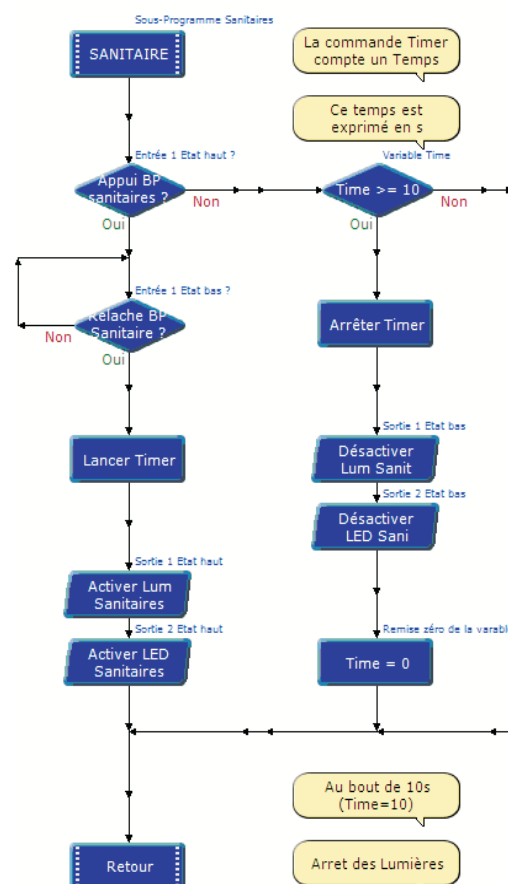 Sous-Programme Sanitaires
SANITAIRE
La commande Timer
compte un Temps
Ce temps est
exprimé en s
Entrée 1 Etat haut ?
Appui BP
sanitaires ?
Non
Oui
Variable Time
Time >= 10
Non
Oui
Entrée 1 Etat bas ?
Relache BP
Sanitaire ?
Non
Oui
Arrêter Timer
Lancer Timer
Sortie 1 Etat bas
Désactiver
Lum Sanit
Sortie 2 Etat bas
Désactiver
LED Sani
Sortie 1 Etat haut
Activer Lum
Sanitaires
Sortie 2 Etat haut
Activer LED
Sanitaires
Remise zéro de la varable
Time = 0
Au bout de 10s
(Time=10)
Retour
Arret des Lumières